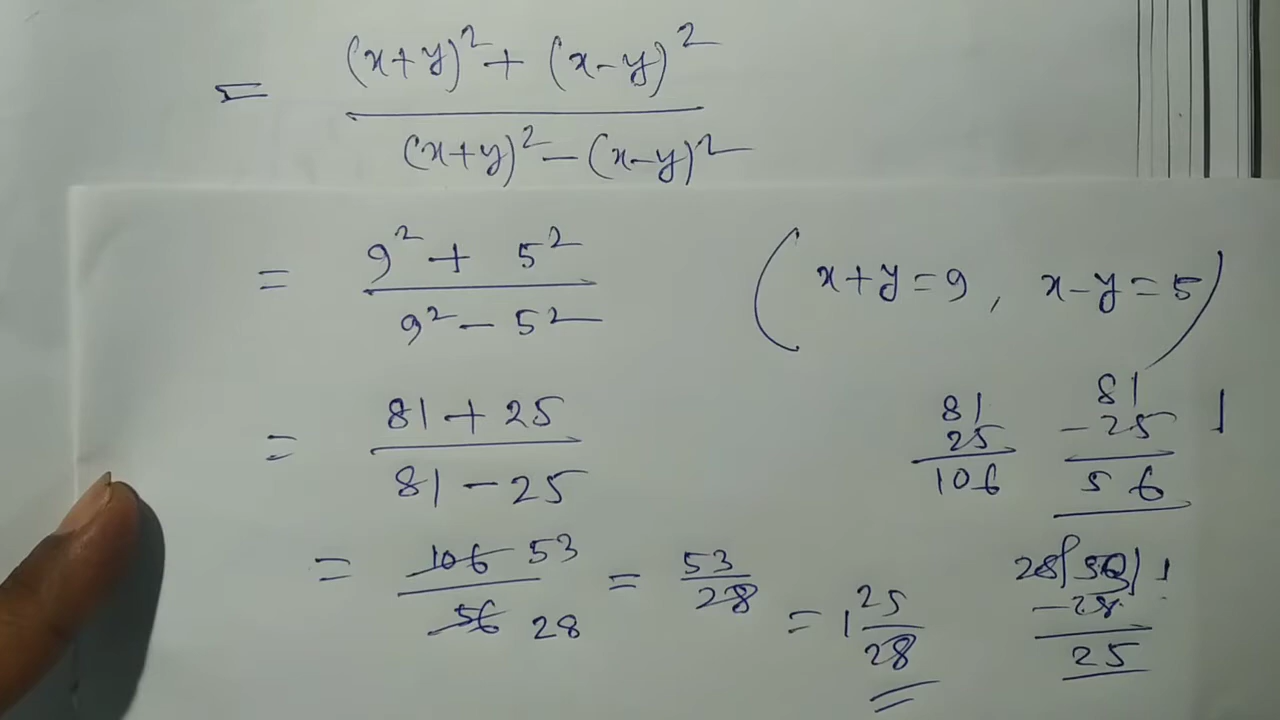 = (x+y)² + (x-y)²
(x+y)² - (x-y)²
= 9² + 5²
9² - 5²
(x+y=9, x-y=5)
= 81 + 25
81 - 25
81
25
106
81
-25
56
1
= 106 53
56 28
= 53
28
= 1 25
28
28) 53 ) 1
-28
25